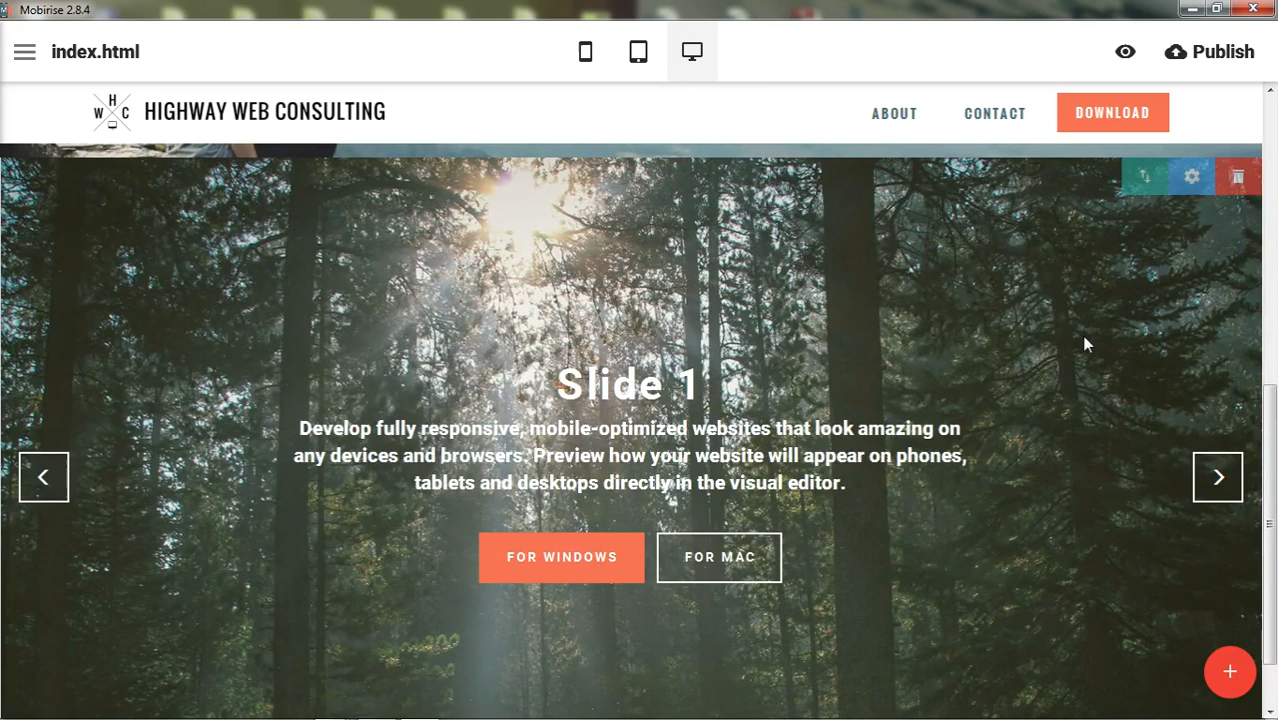 Mobirise 2.8.4
index.html
Publish
W H C
HIGHWAY WEB CONSULTING
ABOUT
CONTACT
DOWNLOAD
Slide 1
Develop fully responsive, mobile-optimized websites that look amazing on
any devices and browsers. Preview how your website will appear on phones,
tablets and desktops directly in the visual editor.
FOR WINDOWS
FOR MAC